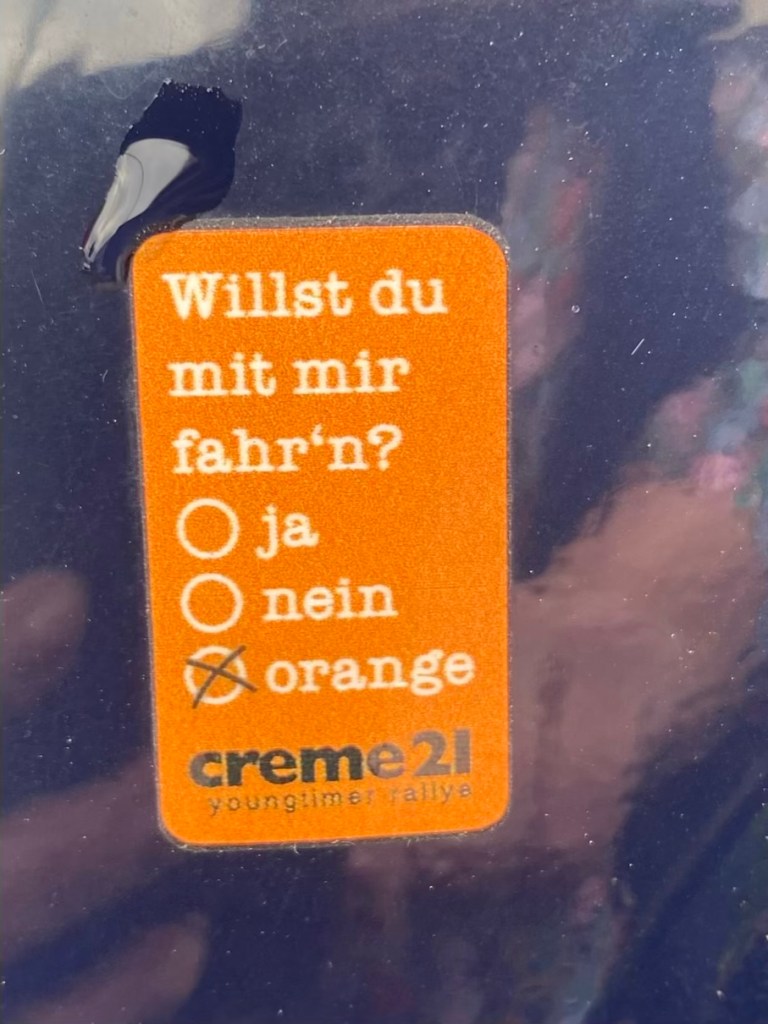 Willst du
mit mir
fahr‘n?
ja
nein
orange
creme21
youngtimer rallye